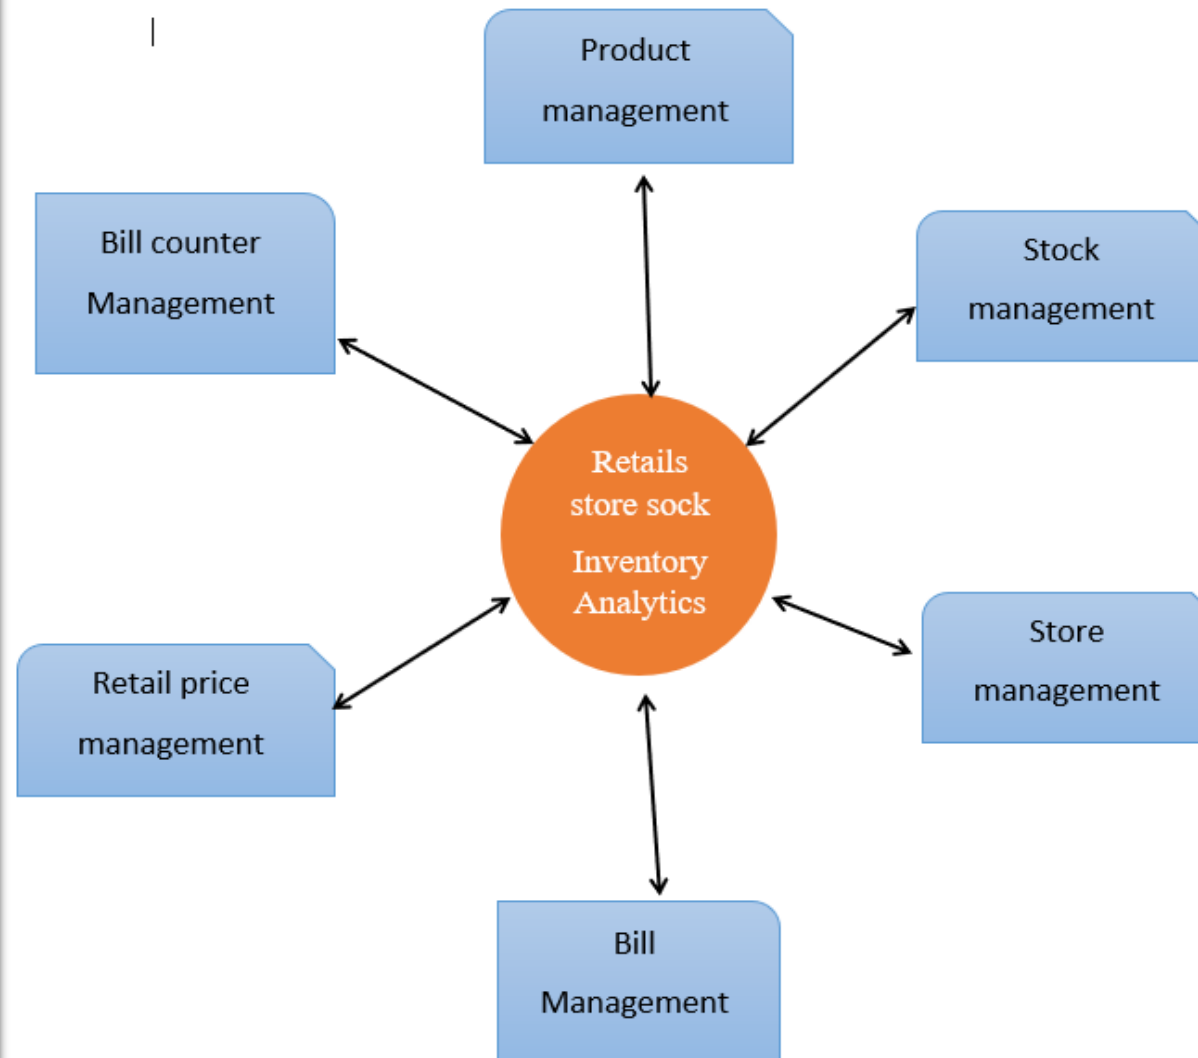 Product
management
Bill counter
Management
Stock
management
Retails
store sock
Inventory
Analytics
Store
management
Retail price
management
Bill
Management